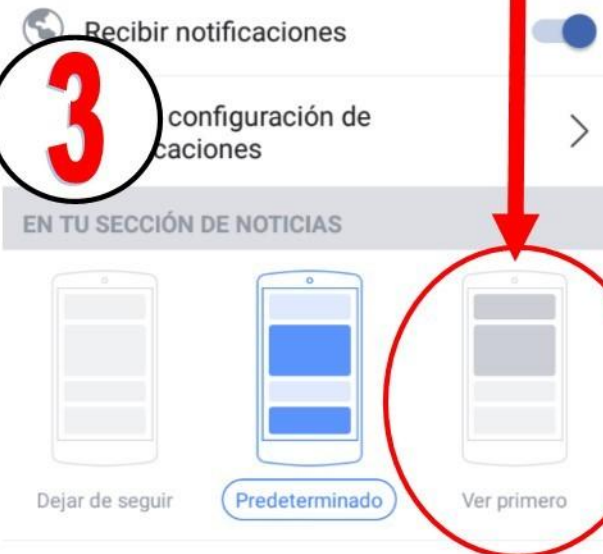 Recibir notificaciones
3
configuración de
caciones
EN TU SECCIÓN DE NOTICIAS
Dejar de seguir
Predeterminado
Ver primero